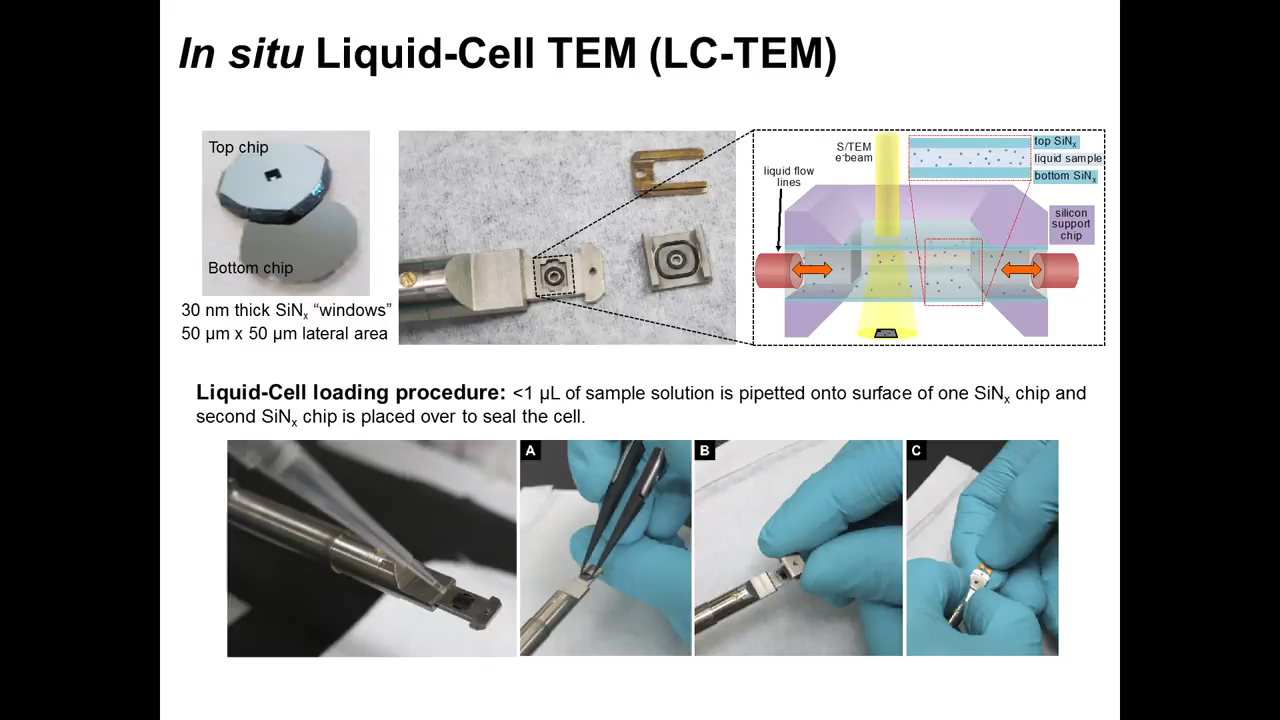 In situ Liquid-Cell TEM (LC-TEM)
Top chip
Bottom chip
30 nm thick SiNx “windows”
50 µm x 50 µm lateral area
S/TEM
e-beam
liquid flow
lines
top SiNx
liquid sample
bottom SiNx
silicon
support
chip
Liquid-Cell loading procedure: <1 µL of sample solution is pipetted onto surface of one SiNx chip and
second SiNx chip is placed over to seal the cell.
A
B
C